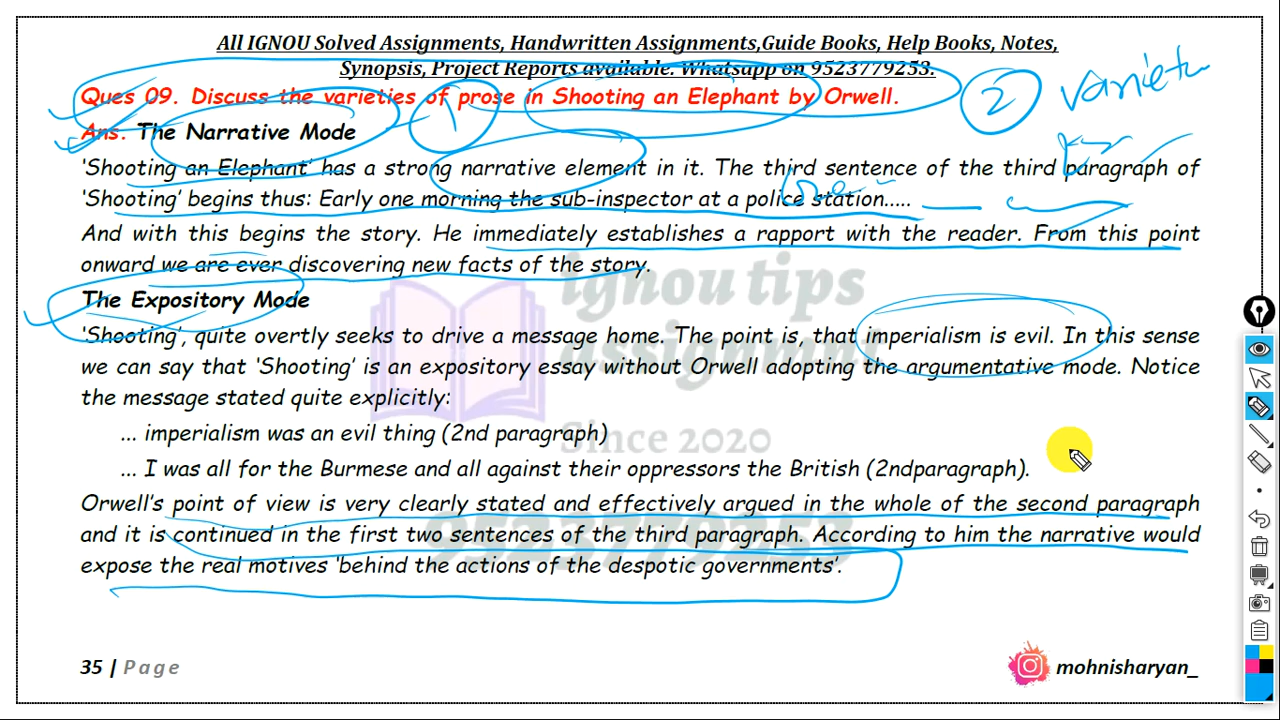 All IGNOU Solved Assignments, Handwritten Assignments,Guide Books, Help Books, Notes,
Synopsis, Project Reports available. Whatsapp on 9523779253.
Ques 09. Discuss the varieties of prose in Shooting an Elephant by Orwell.
1
2
Ans. The Narrative Mode
'Shooting an Elephant' has a strong narrative element in it. The third sentence of the third paragraph of
'Shooting' begins thus: Early one morning the sub-inspector at a police station.....
And with this begins the story. He immediately establishes a rapport with the reader. From this point
onward we are ever discovering new facts of the story.
The Expository Mode
'Shooting', quite overtly seeks to drive a message home. The point is, that imperialism is evil. In this sense
we can say that 'Shooting' is an expository essay without Orwell adopting the argumentative mode. Notice
the message stated quite explicitly:
... imperialism was an evil thing (2nd paragraph)
... I was all for the Burmese and all against their oppressors the British (2ndparagraph).
Orwell's point of view is very clearly stated and effectively argued in the whole of the second paragraph
and it is continued in the first two sentences of the third paragraph. According to him the narrative would
expose the real motives 'behind the actions of the despotic governments'.
ignou tips
assignmnt
Since 2020
9523779253
35 | Page
mohnisharyan_